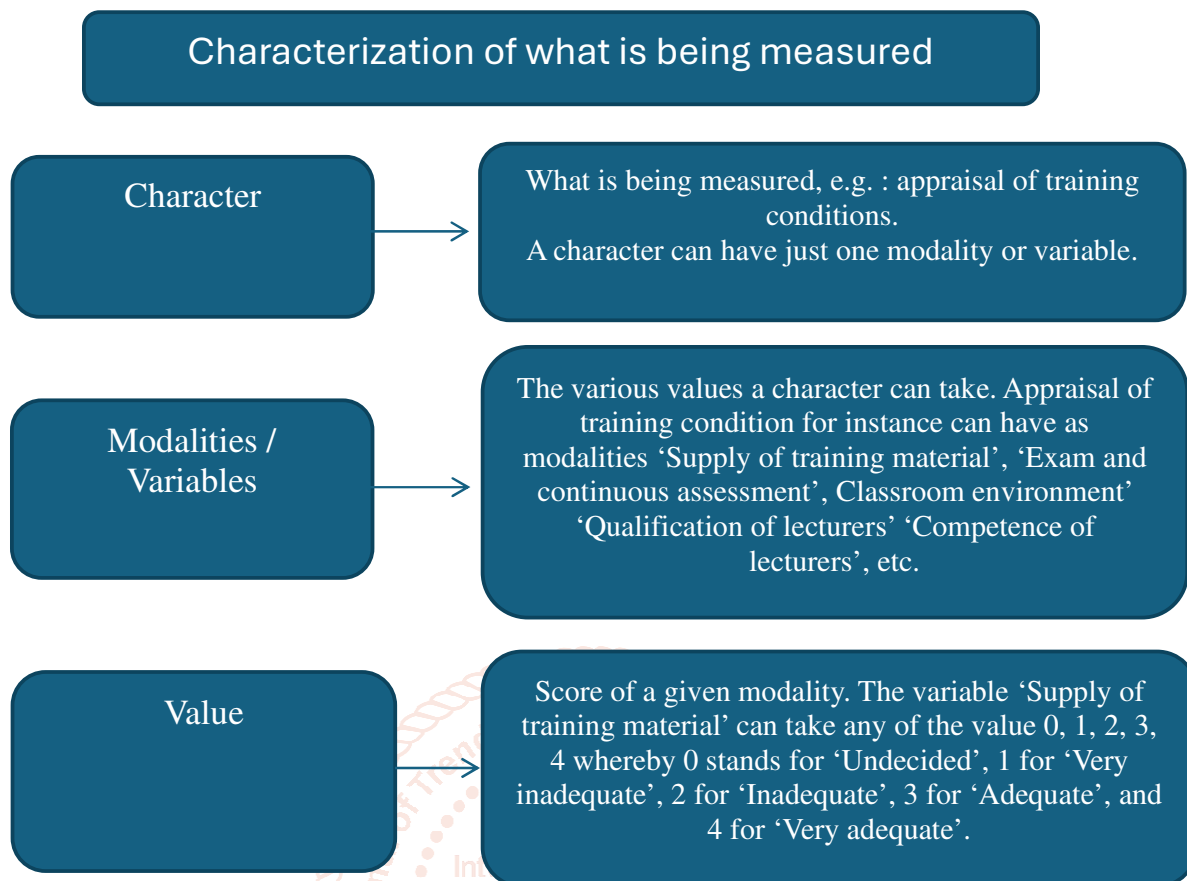 Characterization of what is being measured
Character
What is being measured, e.g. : appraisal of training
conditions.
A character can have just one modality or variable.
Modalities /
Variables
The various values a character can take. Appraisal of
training condition for instance can have as
modalities ‘Supply of training material’, ‘Exam and
continuous assessment’, Classroom environment’
‘Qualification of lecturers’ ‘Competence of
lecturers’, etc.
Value
Score of a given modality. The variable ‘Supply of
training material’ can take any of the value 0, 1, 2, 3,
4 whereby 0 stands for ‘Undecided’, 1 for ‘Very
inadequate’, 2 for ‘Inadequate’, 3 for ‘Adequate’, and
4 for ‘Very adequate’.
of Trend
Int